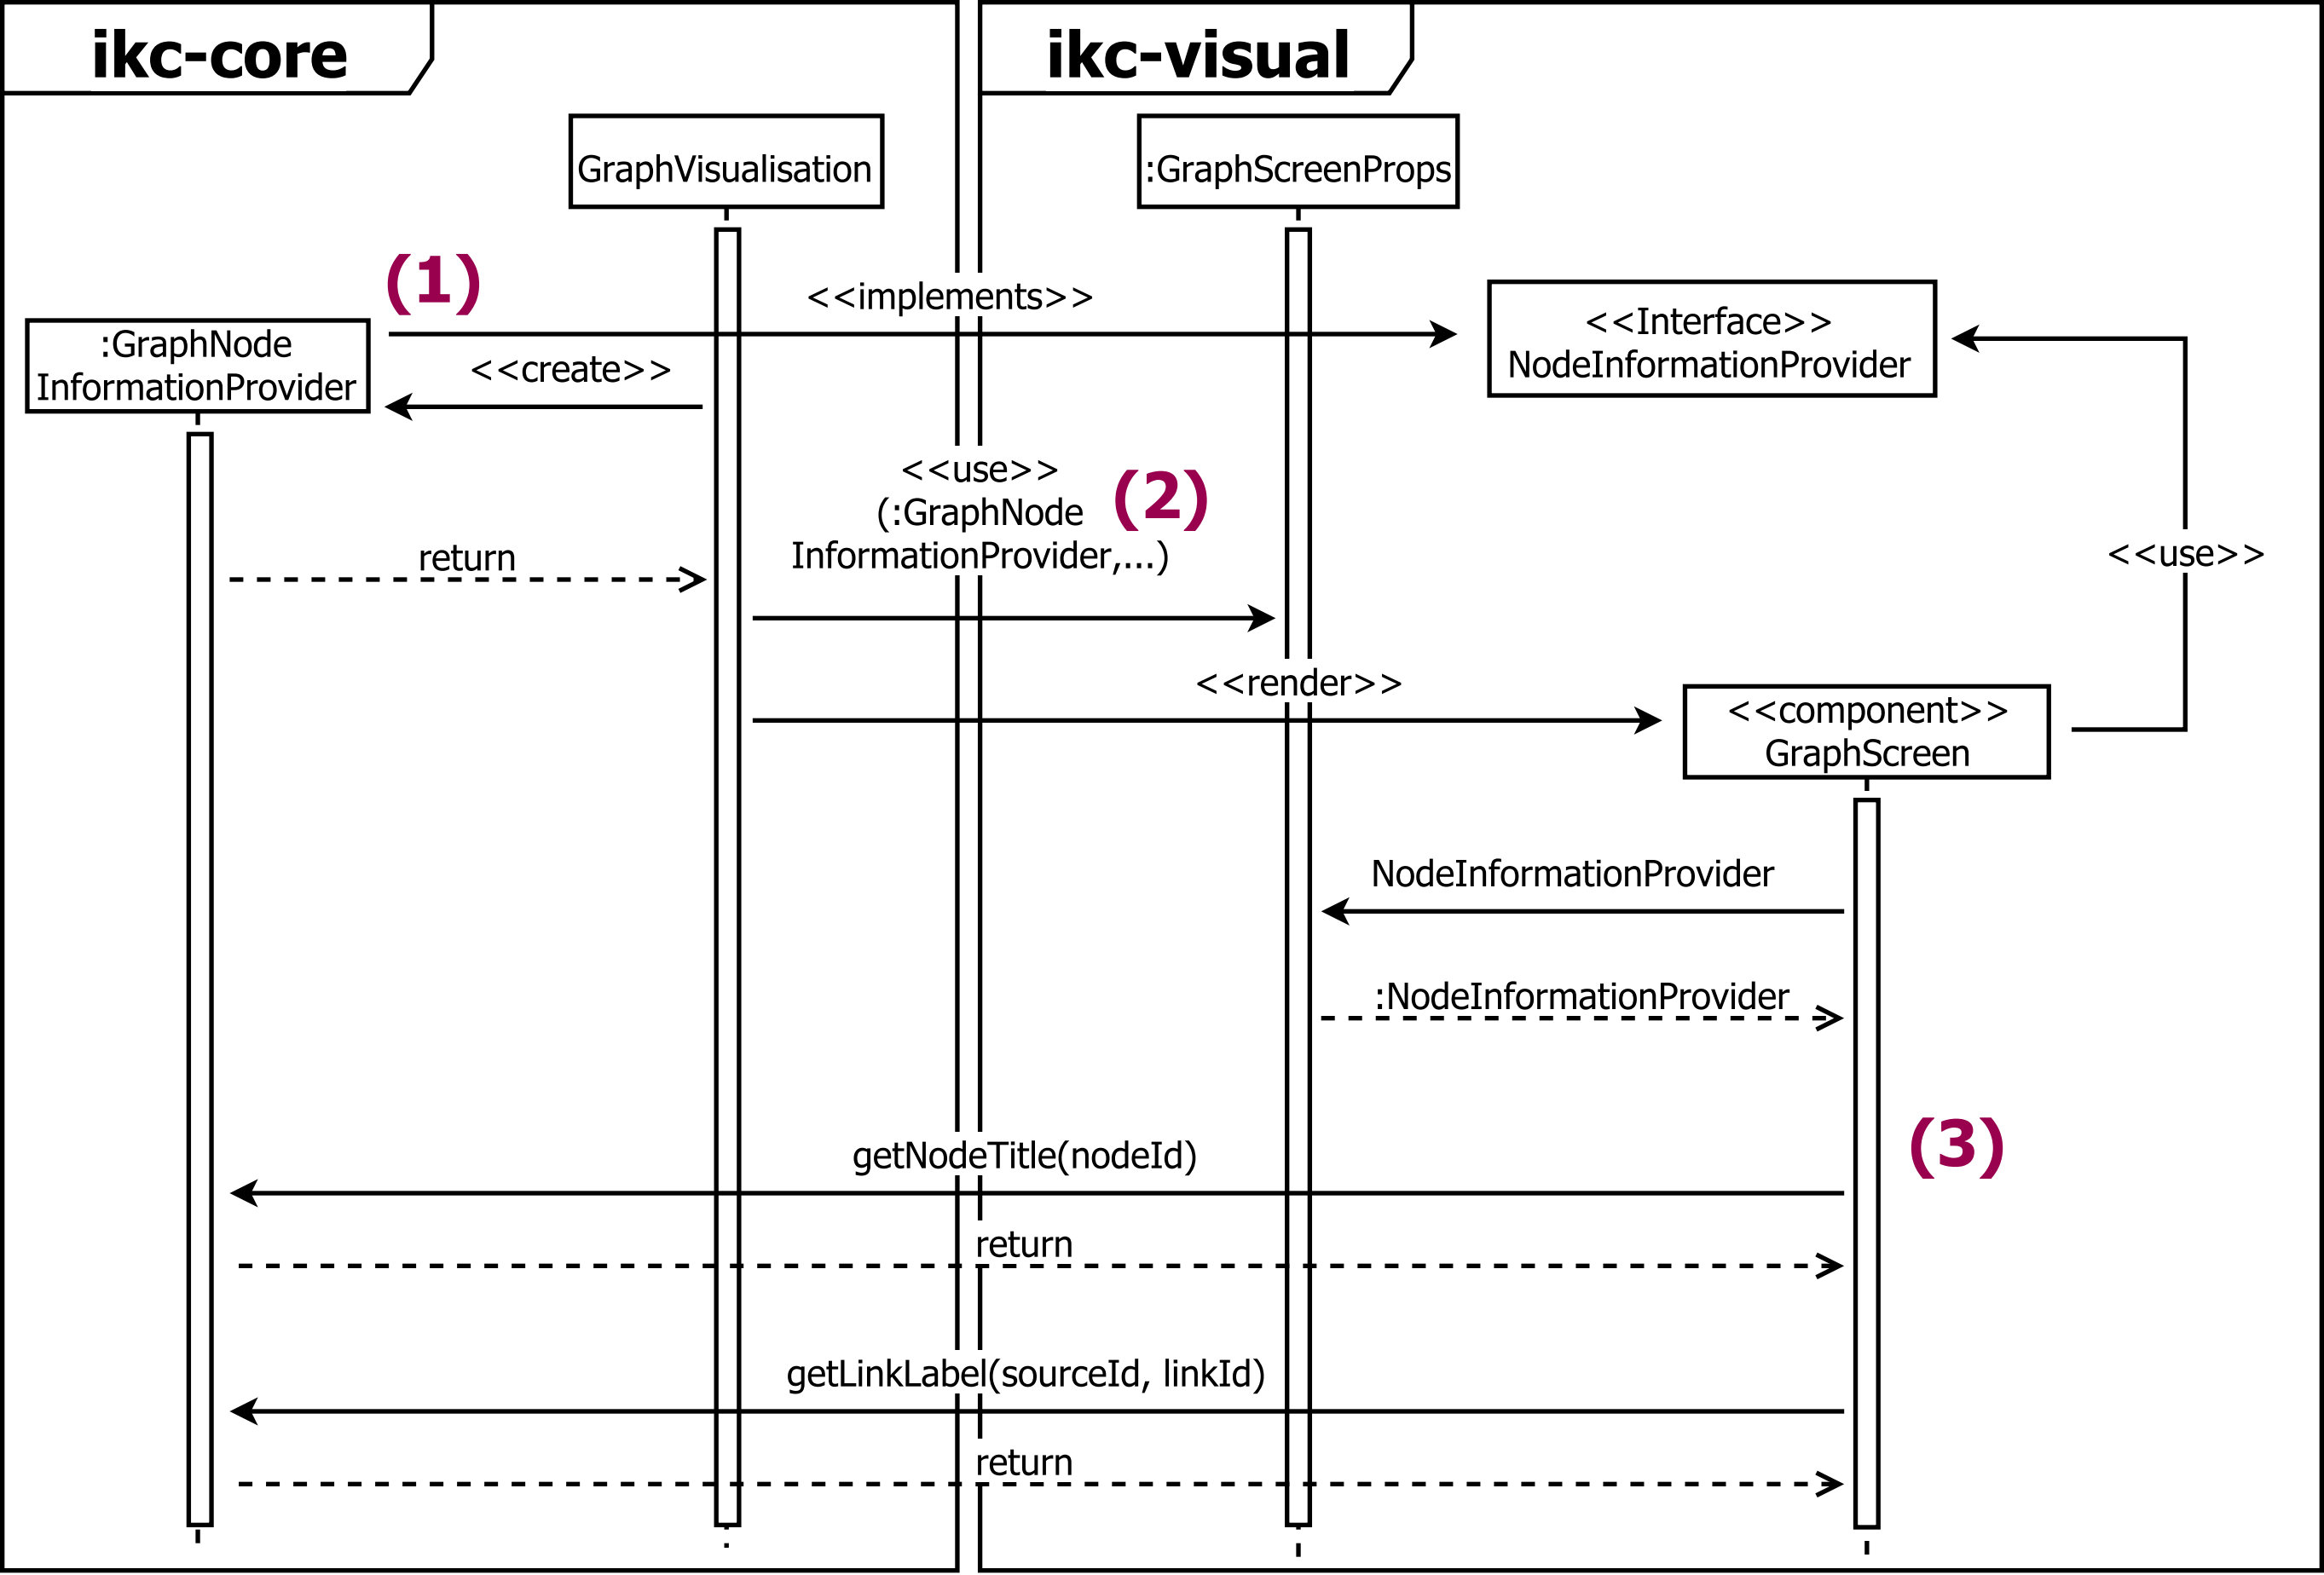 ikc-core
ikc-visual
GraphVisualisation
:GraphScreenProps
(1)
<<implements>>
<<Interface>>
NodeInformationProvider
:GraphNode
InformationProvider
<<create>>
<<use>>
(:GraphNode
InformationProvider,...)
(2)
return
<<use>>
<<render>>
<<component>>
GraphScreen
NodeInformationProvider
:NodeInformationProvider
(3)
getNodeTitle(nodeId)
return
getLinkLabel(sourceId, linkId)
return